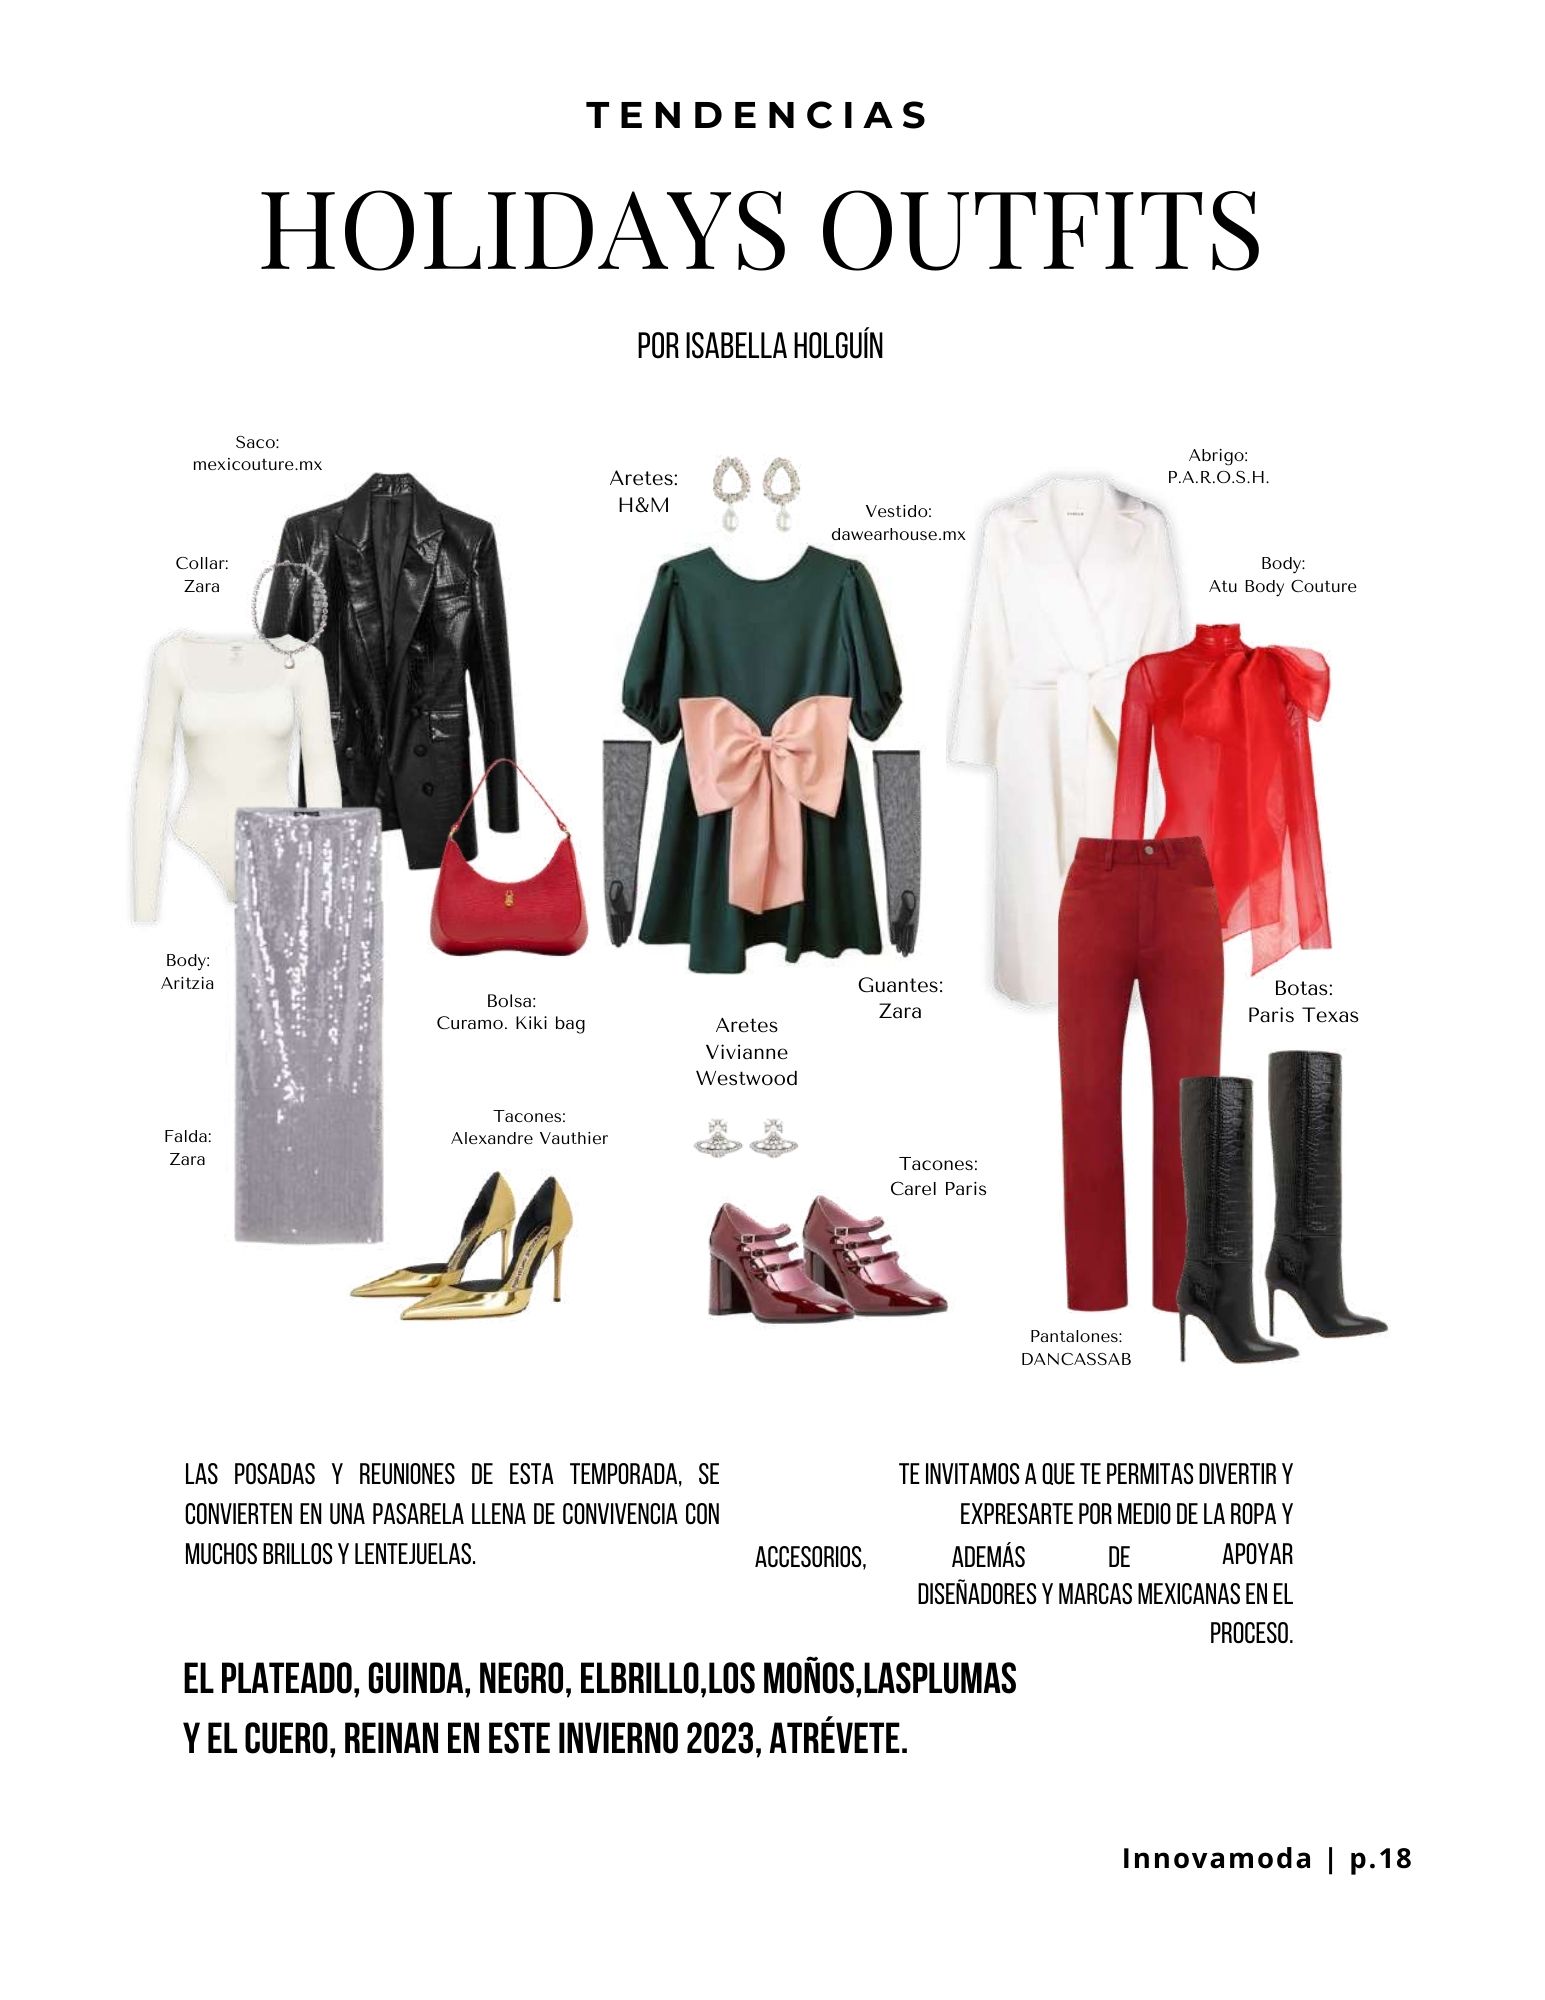 TENDENCIAS
HOLIDAYS OUTFITS
POR ISABELLA HOLGUÍN
Saco:
mexicouture.mx
Collar:
Zara
Body:
Aritzia
Falda:
Zara
Bolsa:
Curamo. Kiki bag
Tacones:
Alexandre Vauthier
Aretes:
H&M
Vestido:
dawearhouse.mx
Guantes:
Zara
Aretes
Vivianne
Westwood
Tacones:
Carel Paris
Abrigo:
P.A.R.O.S.H.
Body:
Atu Body Couture
Botas:
Paris Texas
Pantalones:
DANCASSAB
LAS POSADAS Y REUNIONES DE ESTA TEMPORADA, SE
CONVIERTEN EN UNA PASARELA LLENA DE CONVIVENCIA CON
MUCHOS BRILLOS Y LENTEJUELAS.
TE INVITAMOS A QUE TE PERMITAS DIVERTIR Y
EXPRESARTE POR MEDIO DE LA ROPA Y
ACCESORIOS, ADEMÁS DE APOYAR
DISEÑADORES Y MARCAS MEXICANAS EN EL
PROCESO.
EL PLATEADO, GUINDA, NEGRO, ELBRILLO,LOS MOÑOS,LASPLUMAS
Y EL CUERO, REINAN EN ESTE INVIERNO 2023, ATRÉVETE.
Innovamoda | p.18